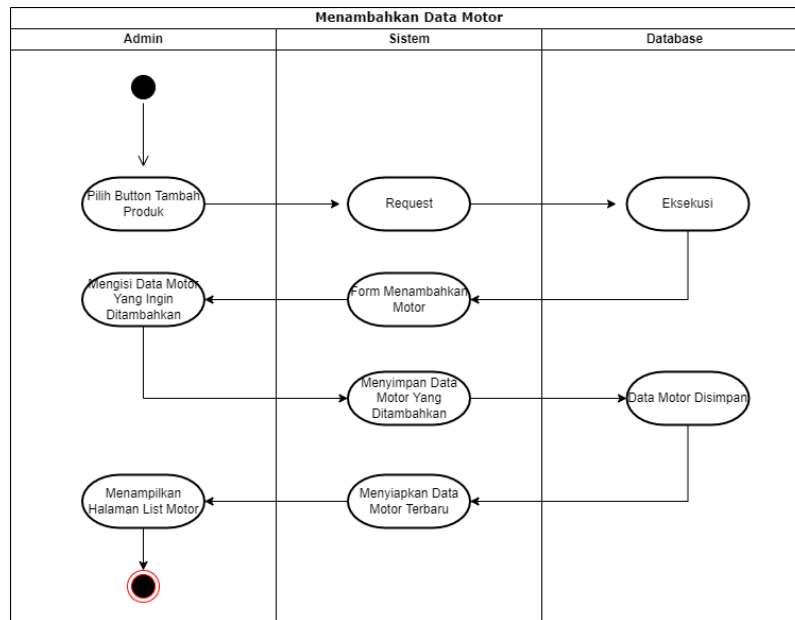 Menambahkan Data Motor
Admin
Sistem
Database
Pilih Button Tambah
Produk
Request
Eksekusi
Mengisi Data Motor
Yang Ingin
Ditambahkan
Form Menambahkan
Motor
Menyimpan Data
Motor Yang
Ditambahkan
Data Motor Disimpan
Menampilkan
Halaman List Motor
Menyiapkan Data
Motor Terbaru